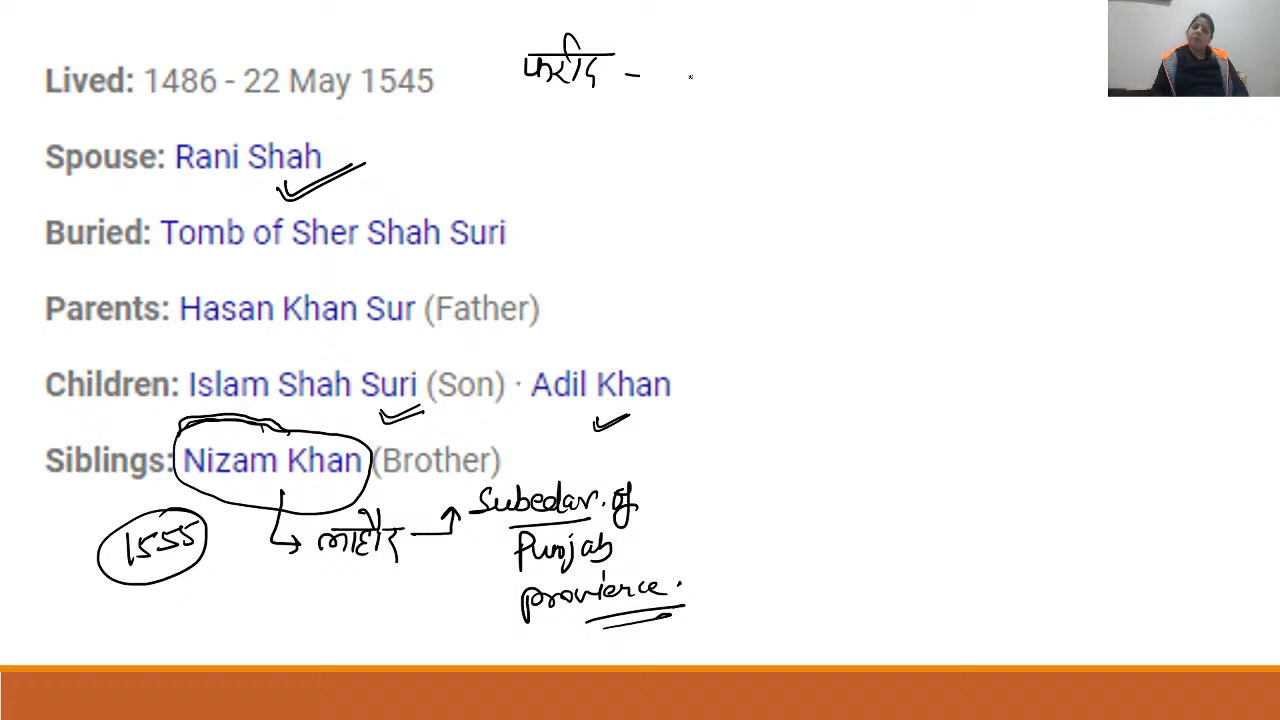 फरीद -
Lived: 1486 - 22 May 1545
Spouse: Rani Shah
Buried: Tomb of Sher Shah Suri
Parents: Hasan Khan Sur (Father)
Children: Islam Shah Suri (Son) · Adil Khan
Siblings: Nizam Khan (Brother)
1555
लाहौर
Subedar. of
Punjab
provierce.